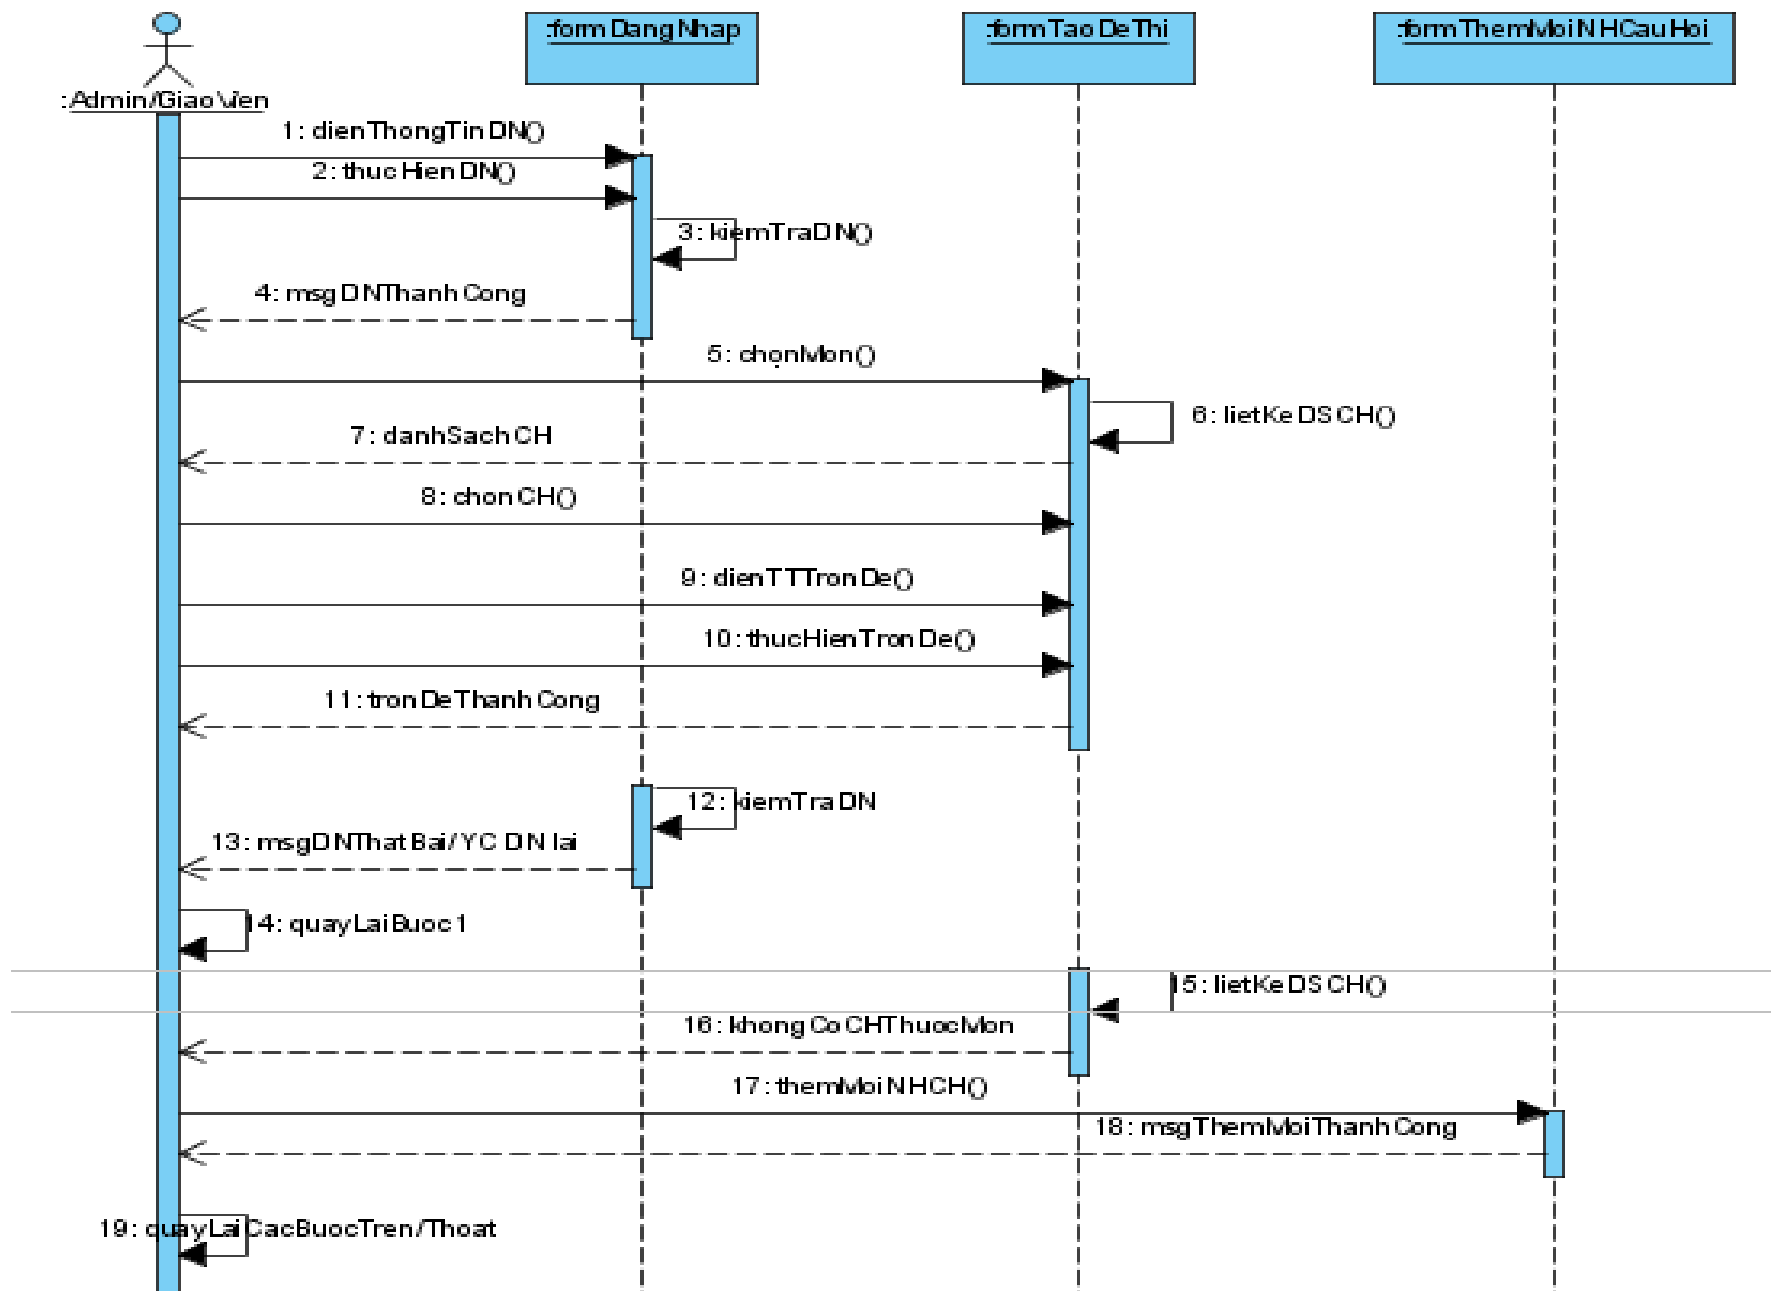 :formDangNhap
:formTaoDeThi
:formThemMoiNHCauHoi
:Admin/GiaoVien
1: dienThongTinDN()
2: thucHienDN()
3: kiemTraDN()
4: msgDNThanhCong
5: chọnMon()
6: lietKeDSCH()
7: danhSachCH
8: chonCH()
9: dienTTTronDe()
10: thucHienTronDe()
11: tronDeThanhCong
12: kiemTraDN
13: msgDNThatBai/YC DN lai
14: quayLaiBuoc1
15: lietKeDSCH()
16: khongCoCHThuocMon
17: themMoiNHCH()
18: msgThemMoiThanhCong
19: quayLaiCacBuocTren/Thoat